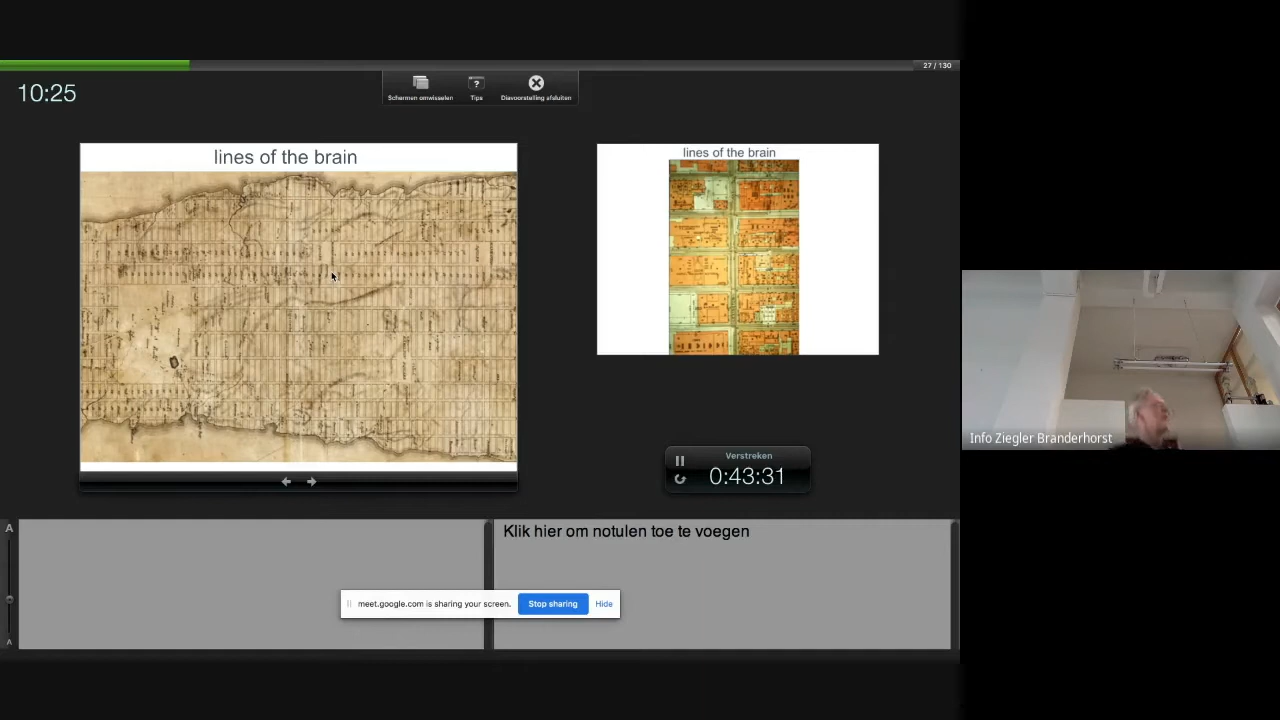 27 / 130
10:25
Schermen omwisselen
Tips
Diavoorstelling afsluiten
lines of the brain
lines of the brain
Verstreken
0:43:31
Info Ziegler Branderhorst
A
Klik hier om notulen toe te voegen
meet.google.com is sharing your screen.
Stop sharing
Hide
A